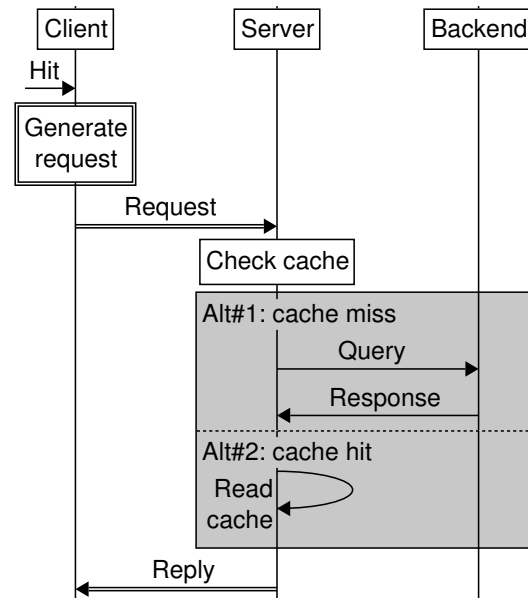 Client
Server
Backend
Hit
Generate
request
Request
Check cache
Alt#1: cache miss
Query
Response
Alt#2: cache hit
Read
cache
Reply